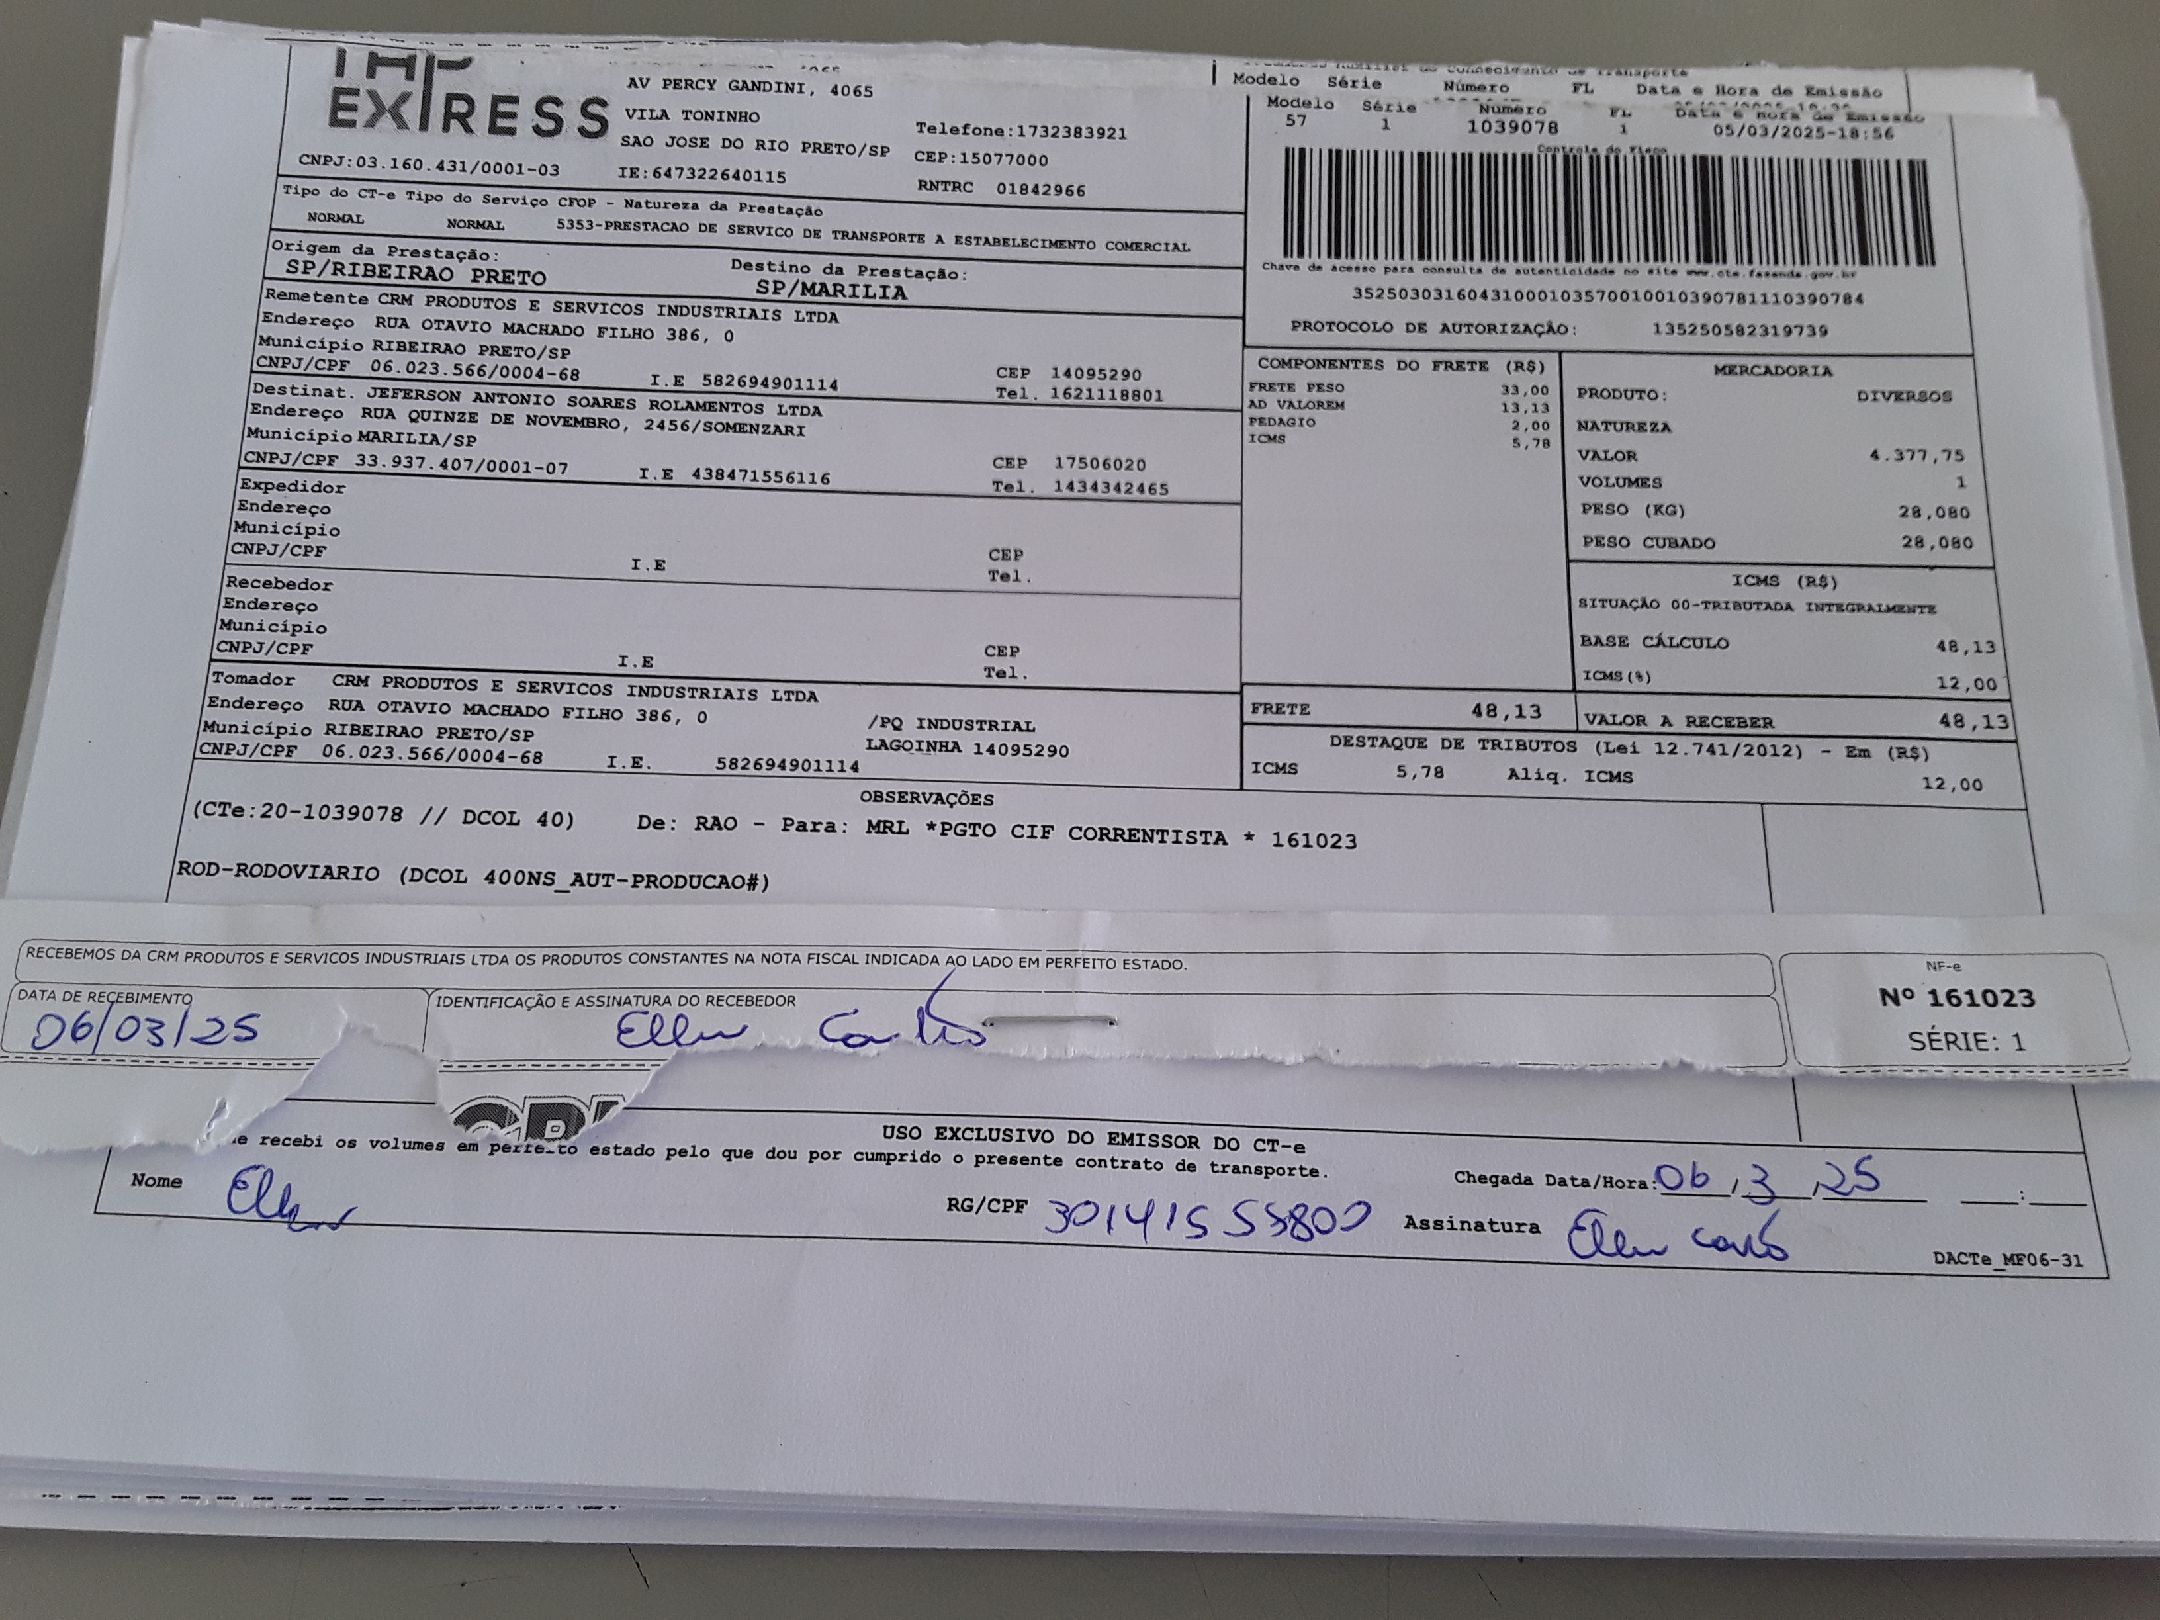 EXPRESS
AV PERCY GANDINI, 4065
VILA TONINHO
SAO JOSE DO RIO PRETO/SP
Telefone:1732383921
CEP:15077000
CNPJ:03.160.431/0001-03 IE:647322640115 RNTRC 01842966
Modelo Série Número FL Data e Hora de Emissão
Modelo Série Número FL Data e Hora de Emissão
57 1 1039078 1 05/03/2025-18:56
Controle do Fisco
Chave de acesso para consulta de autenticidade no site www.cte.fazenda.gov.br
35250303160431000103570010010390781110390784
PROTOCOLO DE AUTORIZAÇÃO: 135250582319739
Tipo do CT-e Tipo do Serviço CFOP - Natureza da Prestação
NORMAL NORMAL 5353-PRESTACAO DE SERVICO DE TRANSPORTE A ESTABELECIMENTO COMERCIAL
Origem da Prestação: Destino da Prestação:
SP/RIBEIRAO PRETO SP/MARILIA
Remetente CRM PRODUTOS E SERVICOS INDUSTRIAIS LTDA
Endereço RUA OTAVIO MACHADO FILHO 386, 0
Município RIBEIRAO PRETO/SP CEP 14095290
CNPJ/CPF 06.023.566/0004-68 I.E 582694901114 Tel. 1621118801
Destinat. JEFERSON ANTONIO SOARES ROLAMENTOS LTDA
Endereço RUA QUINZE DE NOVEMBRO, 2456/SOMENZARI
Município MARILIA/SP CEP 17506020
CNPJ/CPF 33.937.407/0001-07 I.E 438471556116 Tel. 1434342465
Expedidor
Endereço
Município CEP
CNPJ/CPF I.E Tel.
Recebedor
Endereço
Município CEP
CNPJ/CPF I.E Tel.
Tomador CRM PRODUTOS E SERVICOS INDUSTRIAIS LTDA
Endereço RUA OTAVIO MACHADO FILHO 386, 0 /PQ INDUSTRIAL
Município RIBEIRAO PRETO/SP LAGOINHA 14095290
CNPJ/CPF 06.023.566/0004-68 I.E. 582694901114
COMPONENTES DO FRETE (R$)
FRETE PESO 33,00
AD VALOREM 13,13
PEDAGIO 2,00
ICMS 5,78
MERCADORIA
PRODUTO: DIVERSOS
NATUREZA
VALOR 4.377,75
VOLUMES 1
PESO (KG) 28,080
PESO CUBADO 28,080
ICMS (R$)
SITUAÇÃO 00-TRIBUTADA INTEGRALMENTE
BASE CÁLCULO 48,13
ICMS(%) 12,00
FRETE 48,13 VALOR A RECEBER 48,13
DESTAQUE DE TRIBUTOS (Lei 12.741/2012) - Em (R$)
ICMS 5,78 Aliq. ICMS 12,00
OBSERVAÇÕES
(CTe:20-1039078 // DCOL 40) De: RAO - Para: MRL *PGTO CIF CORRENTISTA * 161023
ROD-RODOVIARIO (DCOL 400NS_AUT-PRODUCAO#)
RECEBEMOS DA CRM PRODUTOS E SERVICOS INDUSTRIAIS LTDA OS PRODUTOS CONSTANTES NA NOTA FISCAL INDICADA AO LADO EM PERFEITO ESTADO.
DATA DE RECEBIMENTO IDENTIFICAÇÃO E ASSINATURA DO RECEBEDOR
06/03/25 Ellen
NF-e
Nº 161023
SÉRIE: 1
USO EXCLUSIVO DO EMISSOR DO CT-e
recebi os volumes em perfeito estado pelo que dou por cumprido o presente contrato de transporte.
Nome Ellen RG/CPF 30141555800
Chegada Data/Hora: 06,3,25 :
Assinatura Ellen
DACTe_MF06-31